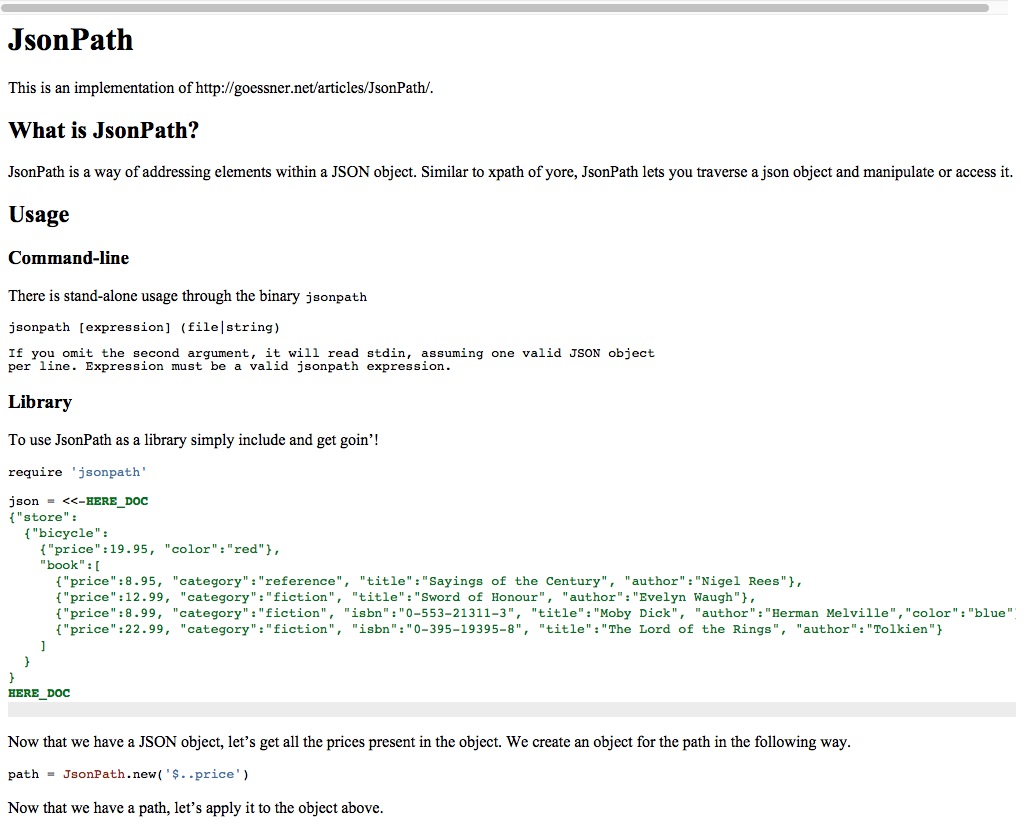 JsonPath
This is an implementation of http://goessner.net/articles/JsonPath/.
What is JsonPath?
JsonPath is a way of addressing elements within a JSON object. Similar to xpath of yore, JsonPath lets you traverse a json object and manipulate or access it.
Usage
Command-line
There is stand-alone usage through the binary jsonpath
jsonpath [expression] (file|string)
If you omit the second argument, it will read stdin, assuming one valid JSON object
per line. Expression must be a valid jsonpath expression.
Library
To use JsonPath as a library simply include and get goin’!
require 'jsonpath'
json = <<-HERE_DOC
{"store":
  {"bicycle":
    {"price":19.95, "color":"red"},
    "book":[
      {"price":8.95, "category":"reference", "title":"Sayings of the Century", "author":"Nigel Rees"},
      {"price":12.99, "category":"fiction", "title":"Sword of Honour", "author":"Evelyn Waugh"},
      {"price":8.99, "category":"fiction", "isbn":"0-553-21311-3", "title":"Moby Dick", "author":"Herman Melville","color":"blue"
      {"price":22.99, "category":"fiction", "isbn":"0-395-19395-8", "title":"The Lord of the Rings", "author":"Tolkien"}
    ]
  }
}
HERE_DOC
Now that we have a JSON object, let’s get all the prices present in the object. We create an object for the path in the following way.
path = JsonPath.new('$..price')
Now that we have a path, let’s apply it to the object above.